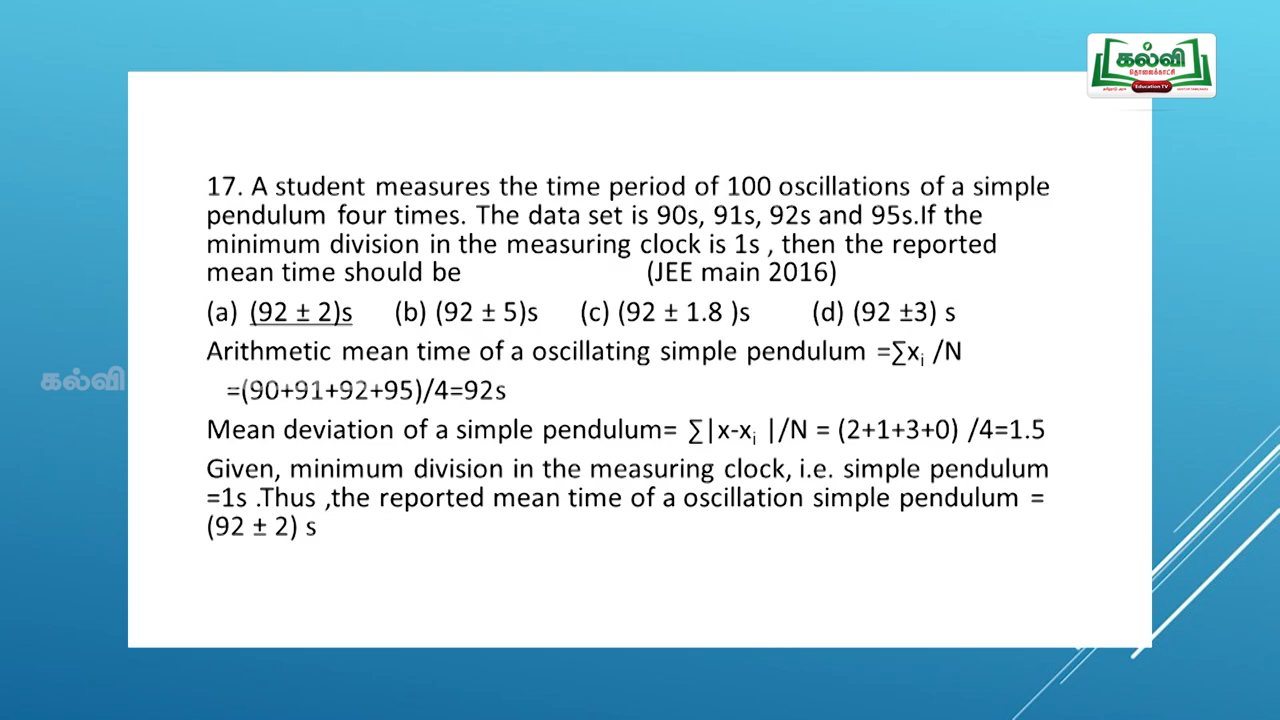 கல்வி
தொலைக்காட்சி
Education TV
17. A student measures the time period of 100 oscillations of a simple
pendulum four times. The data set is 90s, 91s, 92s and 95s.If the
minimum division in the measuring clock is 1s , then the reported
mean time should be (JEE main 2016)
(a) (92 ± 2)s (b) (92 ± 5)s (c) (92 ± 1.8 )s (d) (92 ±3) s
Arithmetic mean time of a oscillating simple pendulum =∑xᵢ /N
கல்வி
=(90+91+92+95)/4=92s
Mean deviation of a simple pendulum= ∑|x-xᵢ |/N = (2+1+3+0) /4=1.5
Given, minimum division in the measuring clock, i.e. simple pendulum
=1s .Thus ,the reported mean time of a oscillation simple pendulum =
(92 ± 2) s